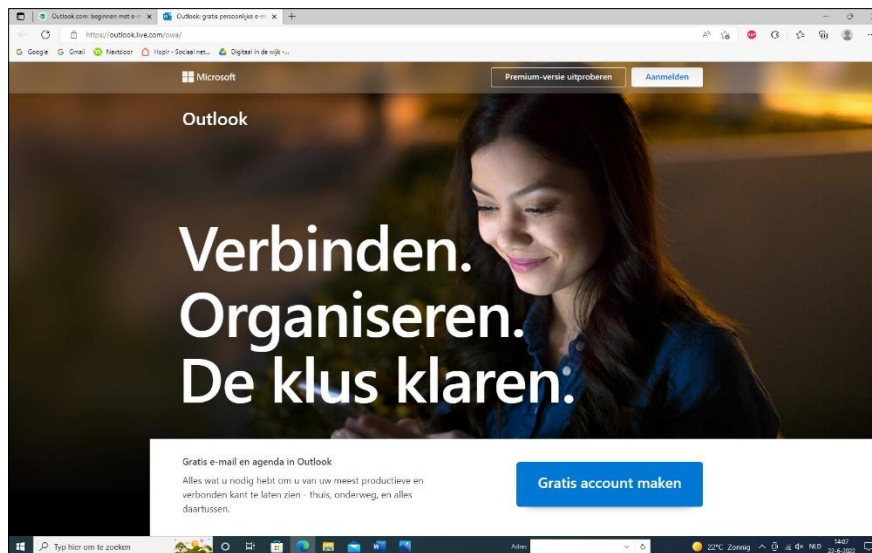 Outlook.com: beginnen met e-m
Outlook: gratis persoonlijke e-m
https://outlook.live.com/owa/
Google
Gmail
Nextdoor
Hoplr - Sociaal net...
Digitaal in de wijk -...
Microsoft
Premium-versie uitproberen
Aanmelden
Outlook
Verbinden.
Organiseren.
De klus klaren.
Gratis e-mail en agenda in Outlook
Alles wat u nodig hebt om u van uw meest productieve en
verbonden kant te laten zien - thuis, onderweg, en alles
daartussen.
Gratis account maken
Typ hier om te zoeken
Adres
22°C Zonnig
NLD
14:07
22-6-2022